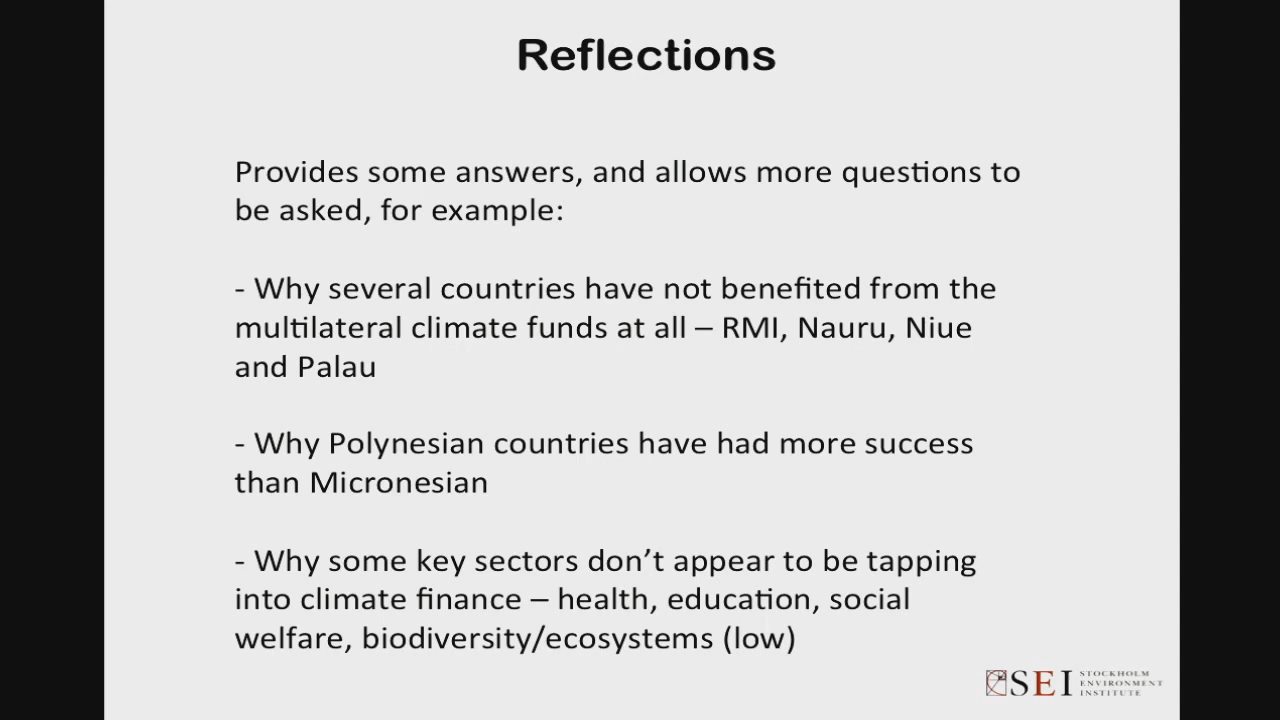 Reflections
Provides some answers, and allows more questions to
be asked, for example:
- Why several countries have not benefited from the
multilateral climate funds at all – RMI, Nauru, Niue
and Palau
- Why Polynesian countries have had more success
than Micronesian
- Why some key sectors don’t appear to be tapping
into climate finance – health, education, social
welfare, biodiversity/ecosystems (low)
SEI
STOCKHOLM
ENVIRONMENT
INSTITUTE